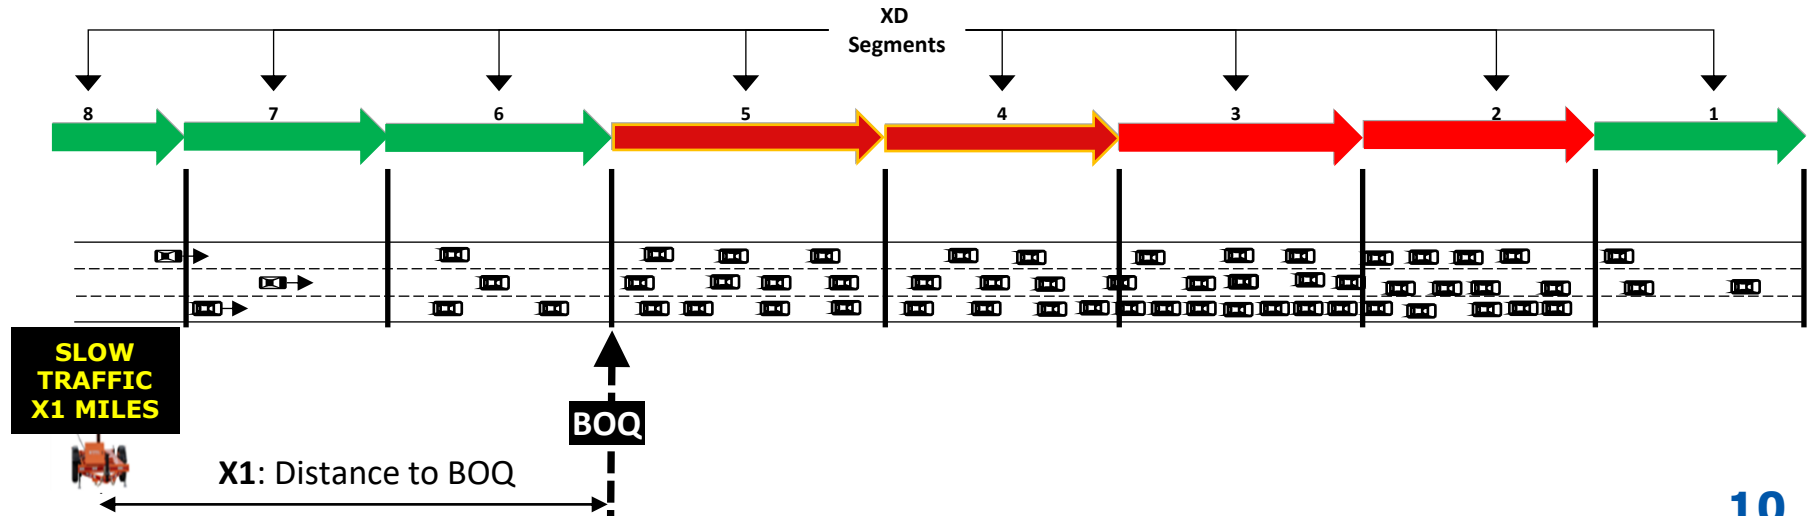 XD
Segments
8 7 6 5 4 3 2 1
SLOW
TRAFFIC
X1 MILES
BOQ
X1: Distance to BOQ
10